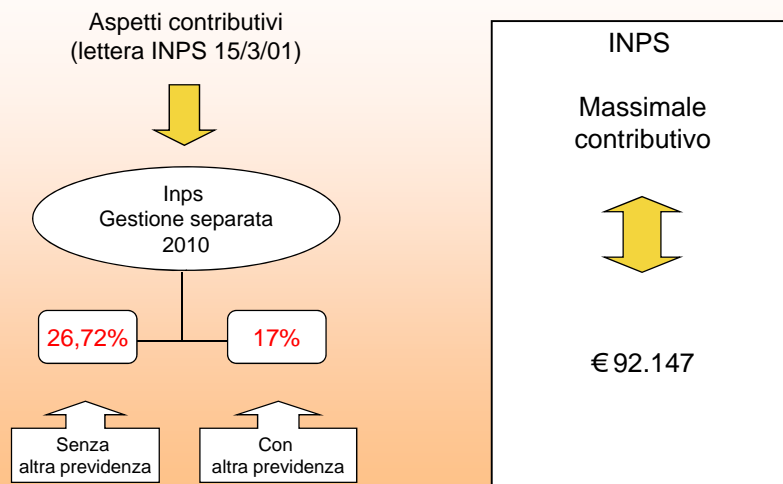 Aspetti contributivi
(lettera INPS 15/3/01)
Inps
Gestione separata
2010
26,72%
17%
Senza
altra previdenza
Con
altra previdenza
INPS
Massimale
contributivo
€ 92.147